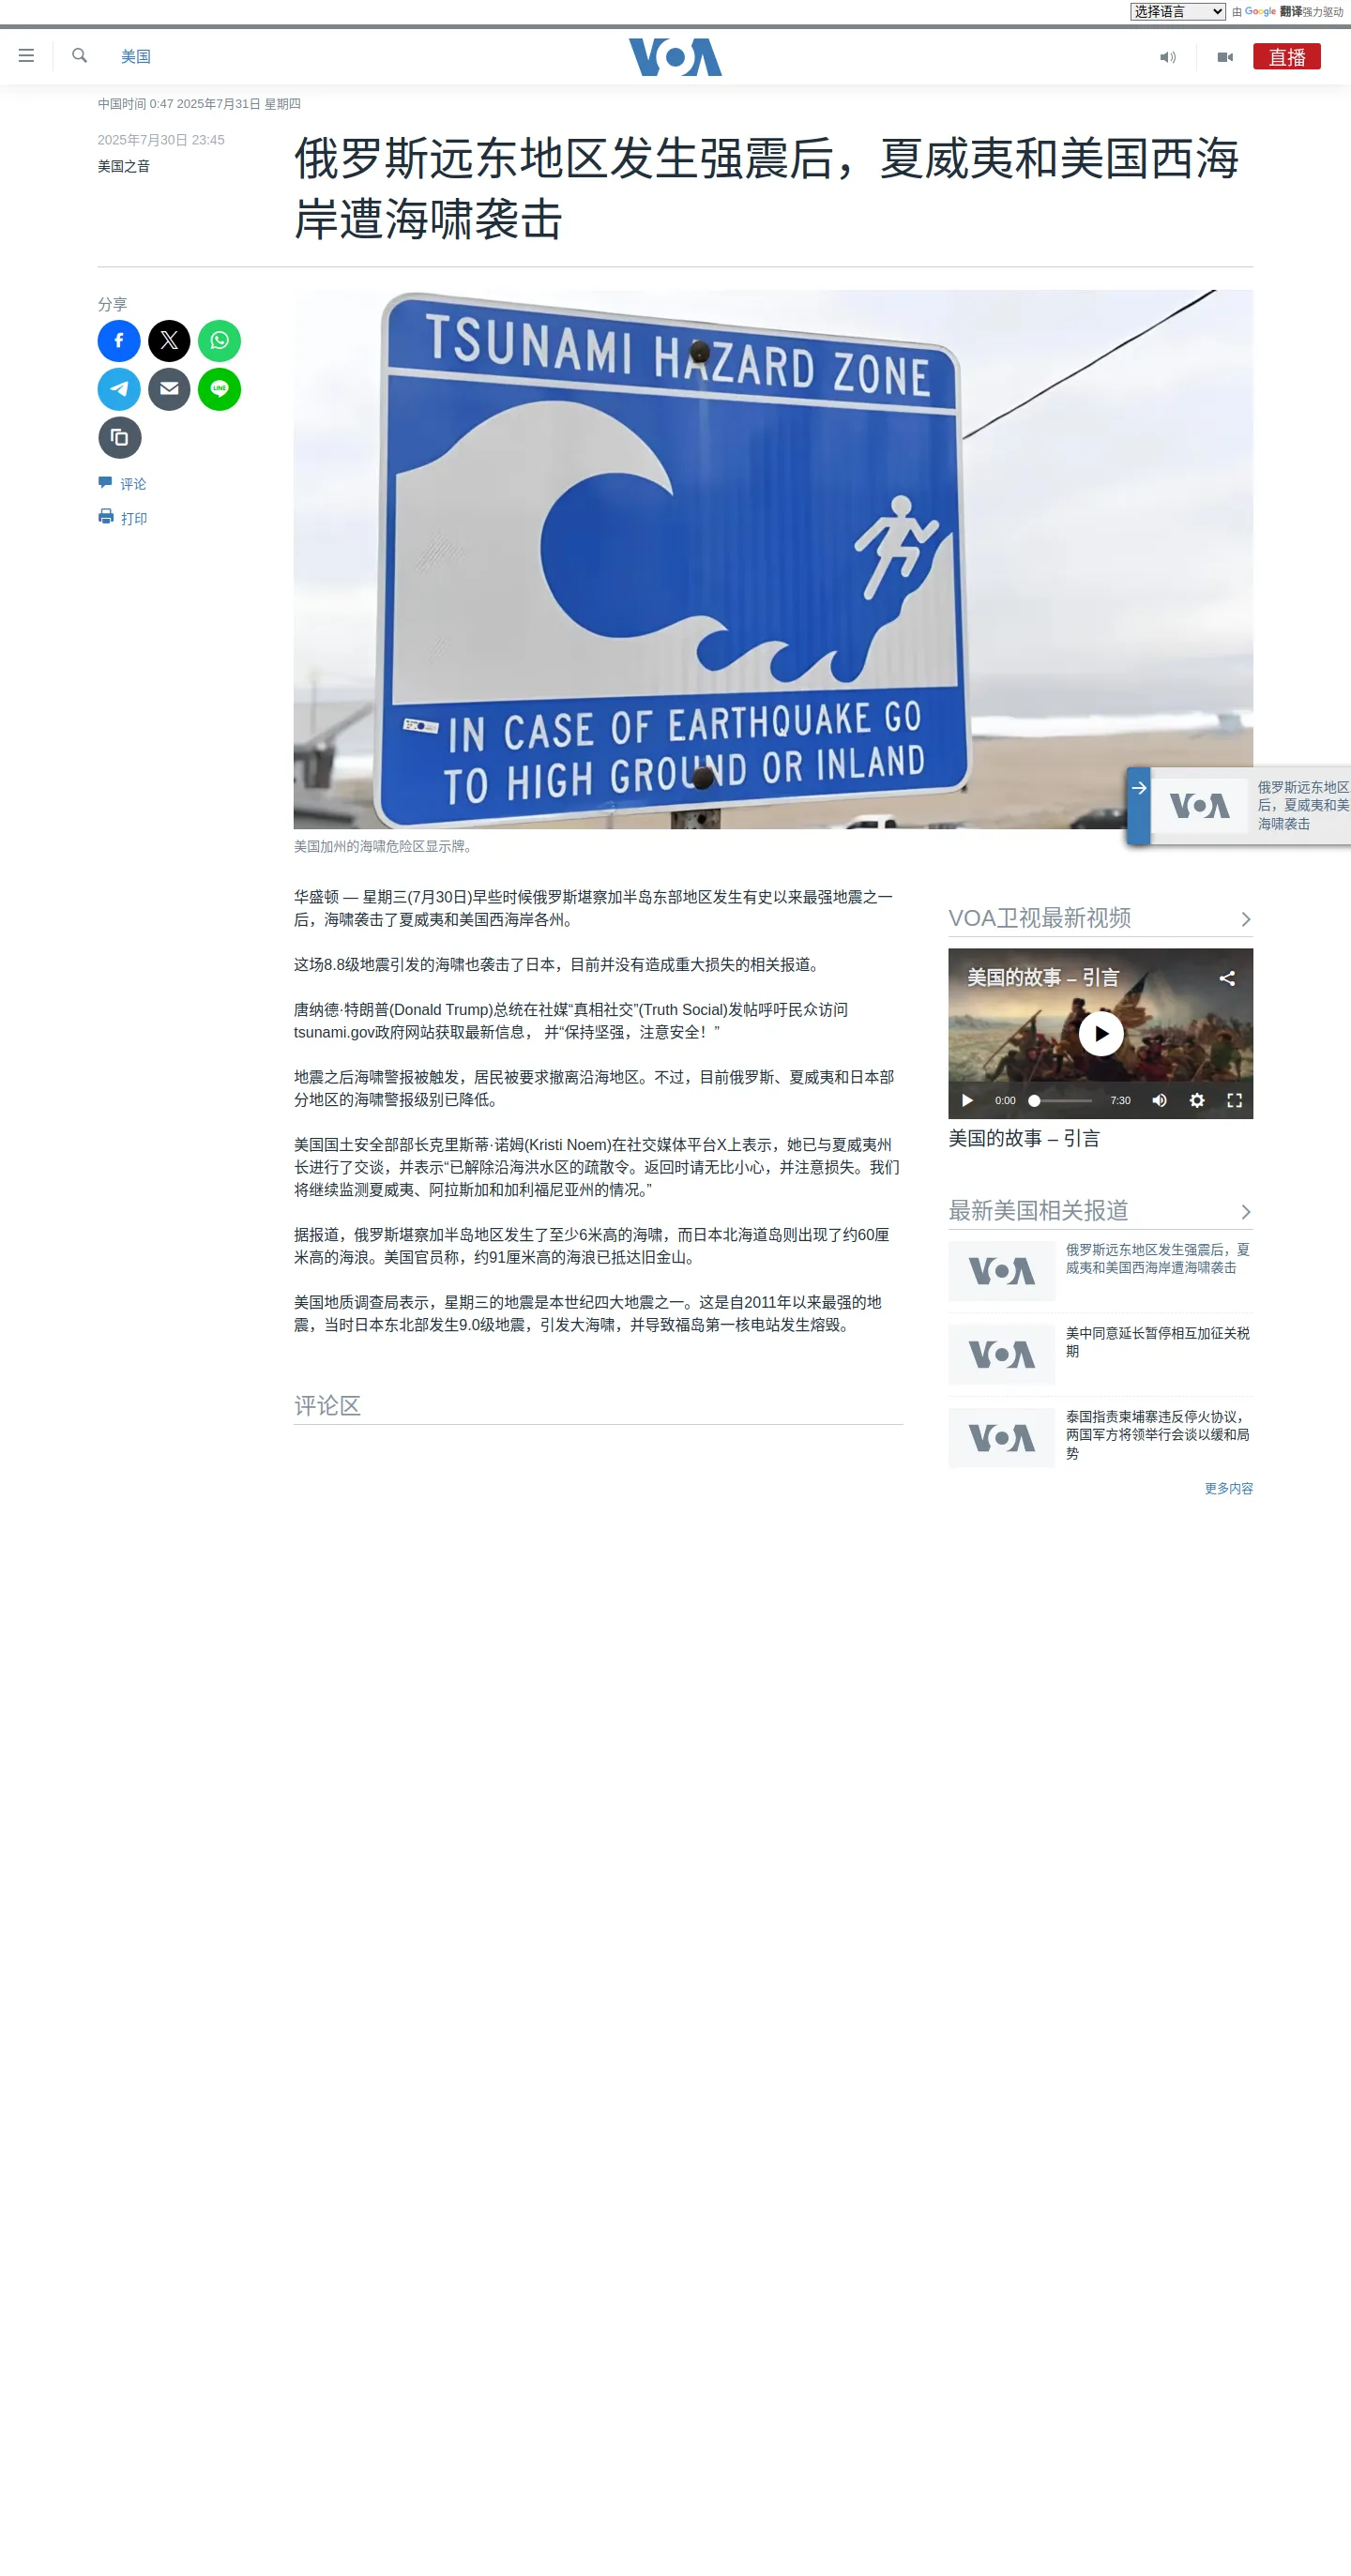 选择语言 由 Google 翻译强力驱动
美国
VOA
直播
中国时间 0:47 2025年7月31日 星期四
2025年7月30日 23:45
美国之音
俄罗斯远东地区发生强震后，夏威夷和美国西海
岸遭海啸袭击
分享
LINE
评论
打印
TSUNAMI HAZARD ZONE
IN CASE OF EARTHQUAKE GO
TO HIGH GROUND OR INLAND
美国加州的海啸危险区显示牌。
VOA
俄罗斯远东地区
后，夏威夷和美
海啸袭击
华盛顿 — 星期三(7月30日)早些时候俄罗斯堪察加半岛东部地区发生有史以来最强地震之一
后，海啸袭击了夏威夷和美国西海岸各州。
这场8.8级地震引发的海啸也袭击了日本，目前并没有造成重大损失的相关报道。
唐纳德·特朗普(Donald Trump)总统在社媒“真相社交”(Truth Social)发帖呼吁民众访问
tsunami.gov政府网站获取最新信息， 并“保持坚强，注意安全！”
地震之后海啸警报被触发，居民被要求撤离沿海地区。不过，目前俄罗斯、夏威夷和日本部
分地区的海啸警报级别已降低。
美国国土安全部部长克里斯蒂·诺姆(Kristi Noem)在社交媒体平台X上表示，她已与夏威夷州
长进行了交谈，并表示“已解除沿海洪水区的疏散令。返回时请无比小心，并注意损失。我们
将继续监测夏威夷、阿拉斯加和加利福尼亚州的情况。”
据报道，俄罗斯堪察加半岛地区发生了至少6米高的海啸，而日本北海道岛则出现了约60厘
米高的海浪。美国官员称，约91厘米高的海浪已抵达旧金山。
美国地质调查局表示，星期三的地震是本世纪四大地震之一。这是自2011年以来最强的地
震，当时日本东北部发生9.0级地震，引发大海啸，并导致福岛第一核电站发生熔毁。
评论区
VOA卫视最新视频
美国的故事 – 引言
0:00 7:30
美国的故事 – 引言
最新美国相关报道
VOA
俄罗斯远东地区发生强震后，夏
威夷和美国西海岸遭海啸袭击
VOA
美中同意延长暂停相互加征关税
期
VOA
泰国指责柬埔寨违反停火协议，
两国军方将领举行会谈以缓和局
势
更多内容